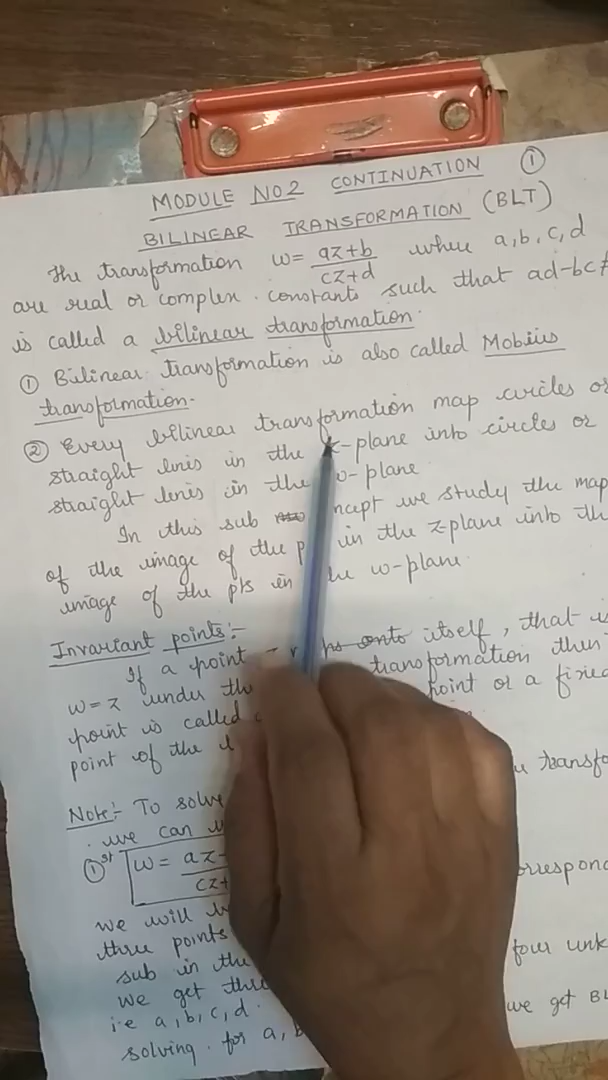 MODULE NO2 CONTINUATION ①
BILINEAR TRANSFORMATION (BLT)
The transformation w= az+b / cz+d where a, b, c, d
are real or complex constants such that ad-bc≠
is called a bilinear transformation.
① Bilinear transformation is also called Mobius
transformation.
② Every bilinear transformation map circles or
straight lines in the z-plane into circles or
straight lines in the w-plane.
In this sub concept we study the map
of the image of the p in the z-plane into th
image of the pts in the w-plane.
Invariant points:-
If a point z onto itself, that is
w=z under the transformation then
point is called point or a fixed
point of the
Note:- To solve transfo
we can
①st w = az cz+
correspond
we will
three points
sub in the four unk
we get
i.e a, b, c, d. we get BL
solving for a, b